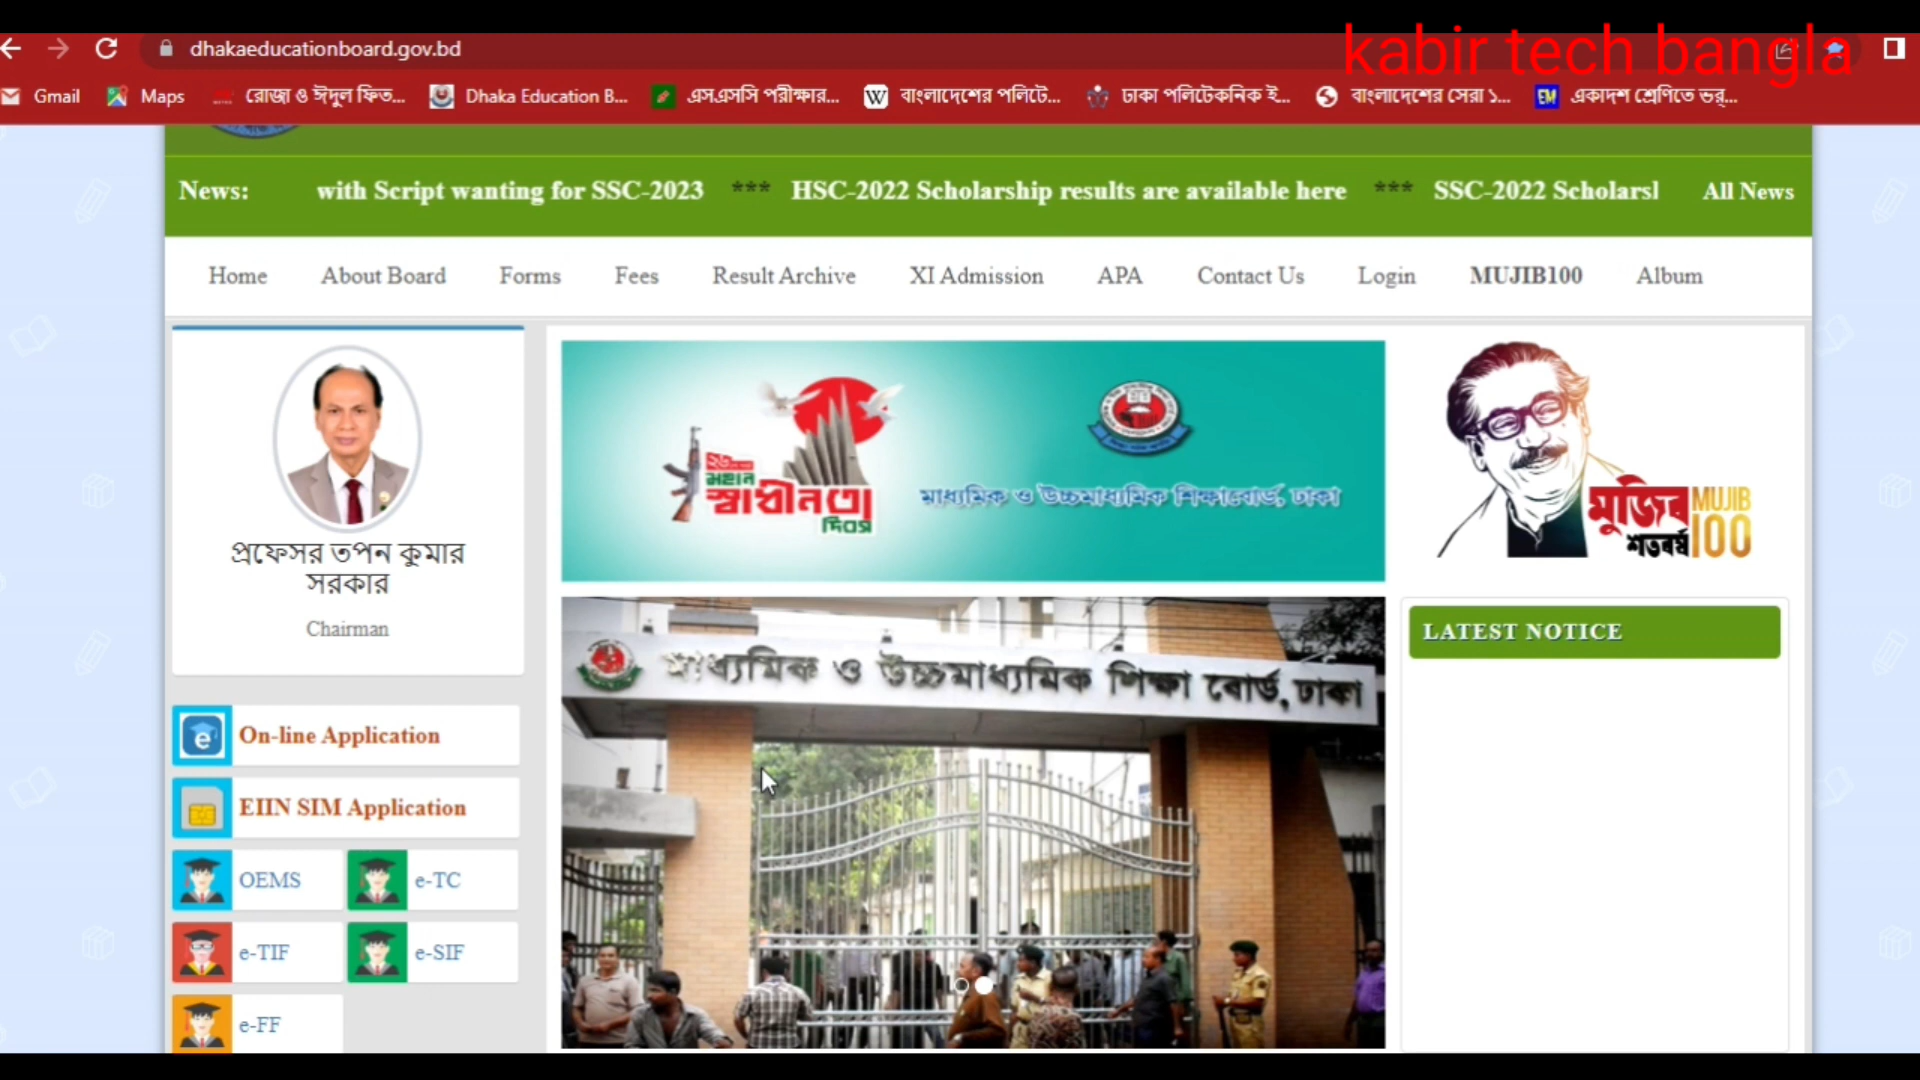 kabir tech bangla
dhakaeducationboard.gov.bd
Gmail
Maps
রোজা ও ঈদুল ফিত...
Dhaka Education B...
এসএসসি পরীক্ষার...
বাংলাদেশের পলিটে...
ঢাকা পলিটেকনিক ই...
বাংলাদেশের সেরা ১...
EM
একাদশ শ্রেণিতে ভর্...
News:
with Script wanting for SSC-2023 *** HSC-2022 Scholarship results are available here *** SSC-2022 Scholarsl
All News
Home
About Board
Forms
Fees
Result Archive
XI Admission
APA
Contact Us
Login
MUJIB100
Album
প্রফেসর তপন কুমার
সরকার
Chairman
২৬শে মার্চ
মহান
স্বাধীনতা
দিবস
মাধ্যমিক ও উচ্চমাধ্যমিক শিক্ষাবোর্ড, ঢাকা
মুজিব
শতবর্ষ
MUJIB
100
On-line Application
EIIN SIM Application
OEMS
e-TC
e-TIF
e-SIF
e-FF
মাধ্যমিক ও উচ্চমাধ্যমিক শিক্ষা বোর্ড, ঢাকা
LATEST NOTICE